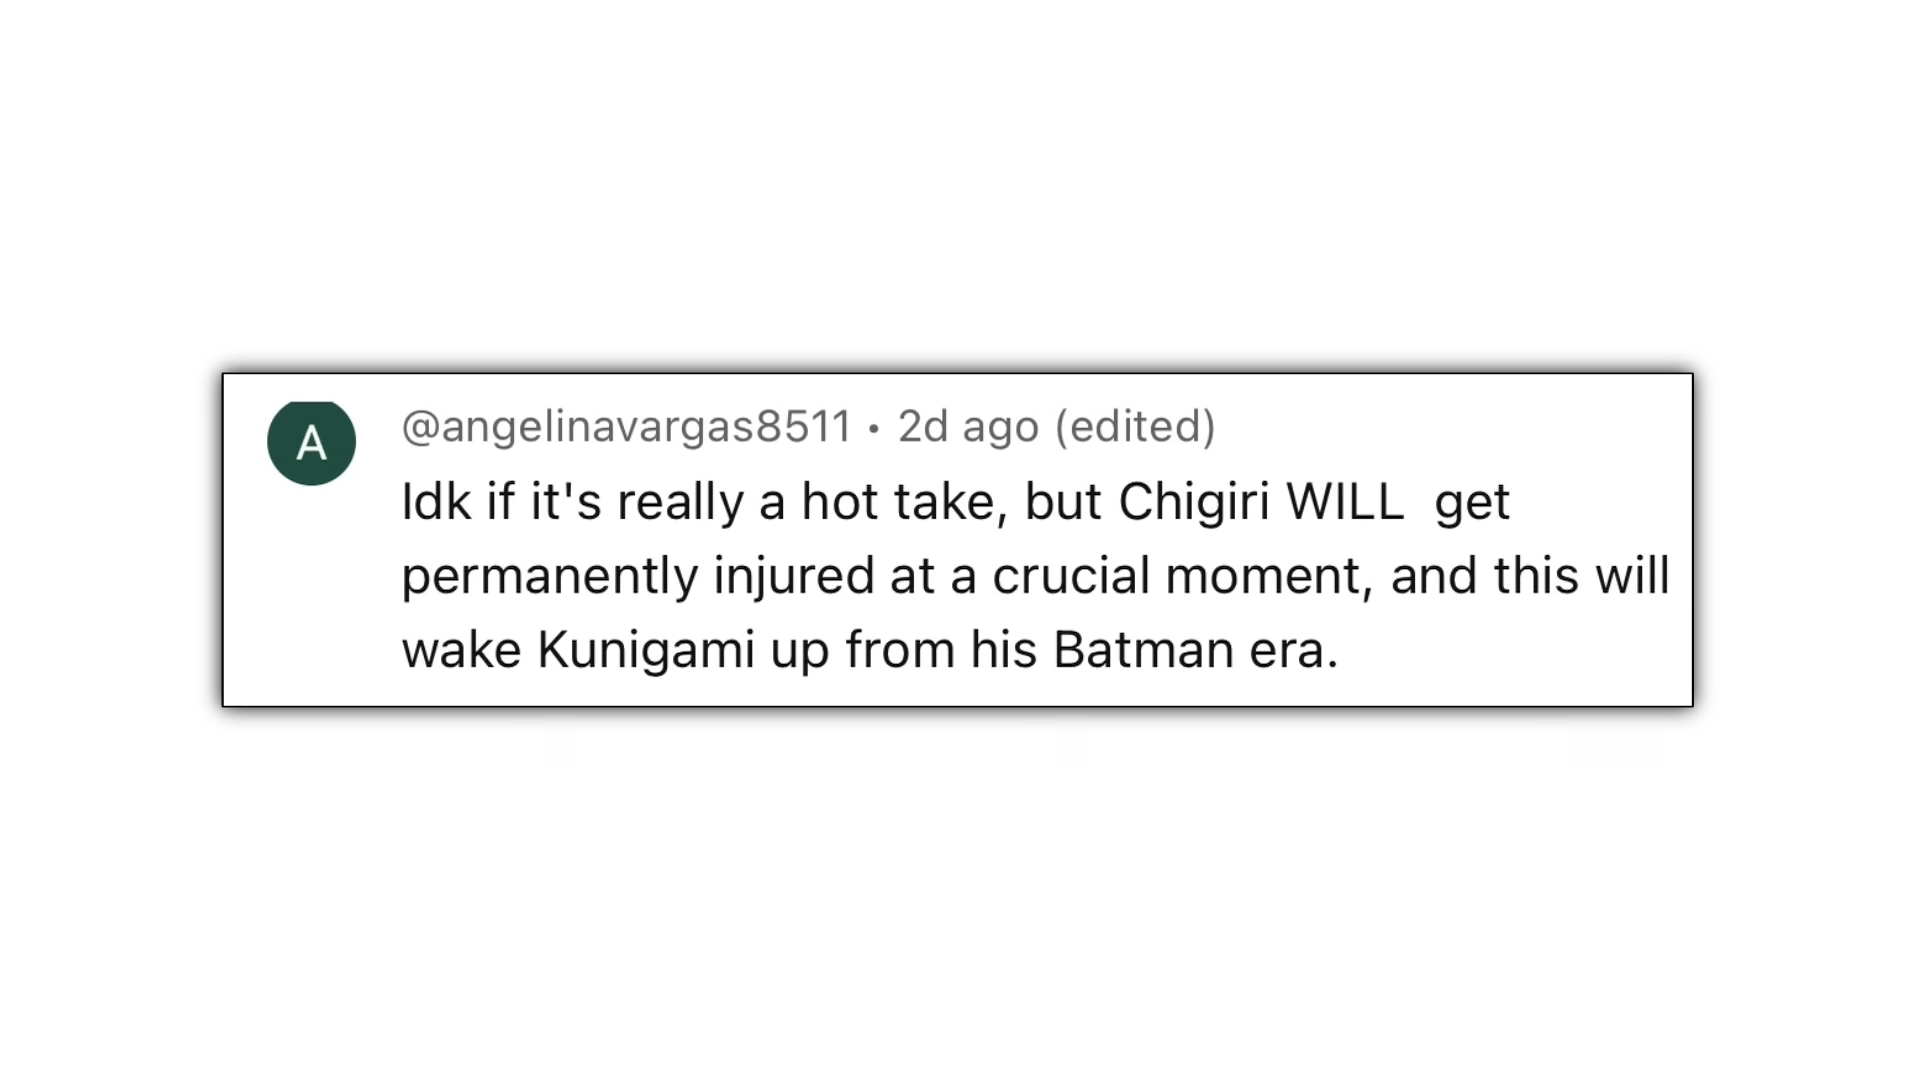 A
@angelinavargas8511 • 2d ago (edited)
Idk if it's really a hot take, but Chigiri WILL  get
permanently injured at a crucial moment, and this will
wake Kunigami up from his Batman era.